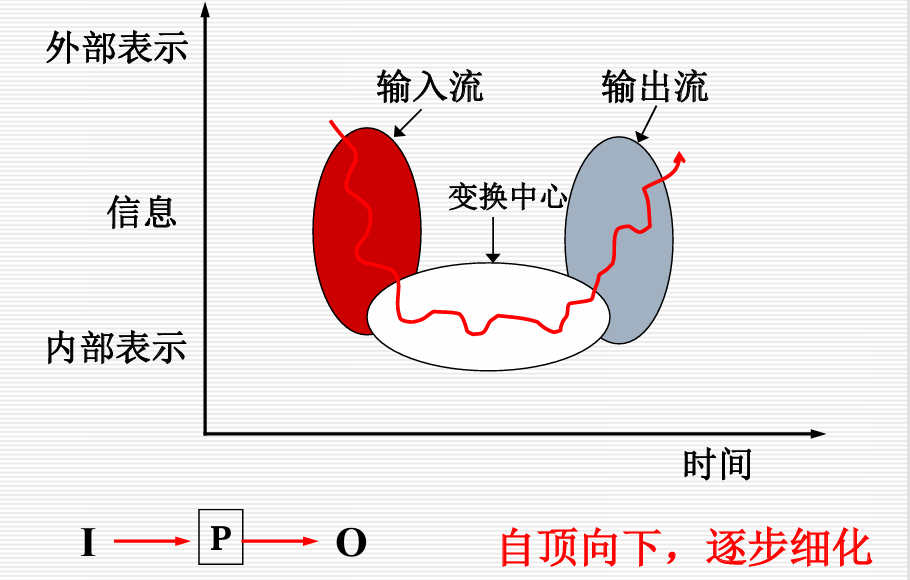 外部表示
输入流
输出流
变换中心
信息
内部表示
时间
I P O
自顶向下，逐步细化